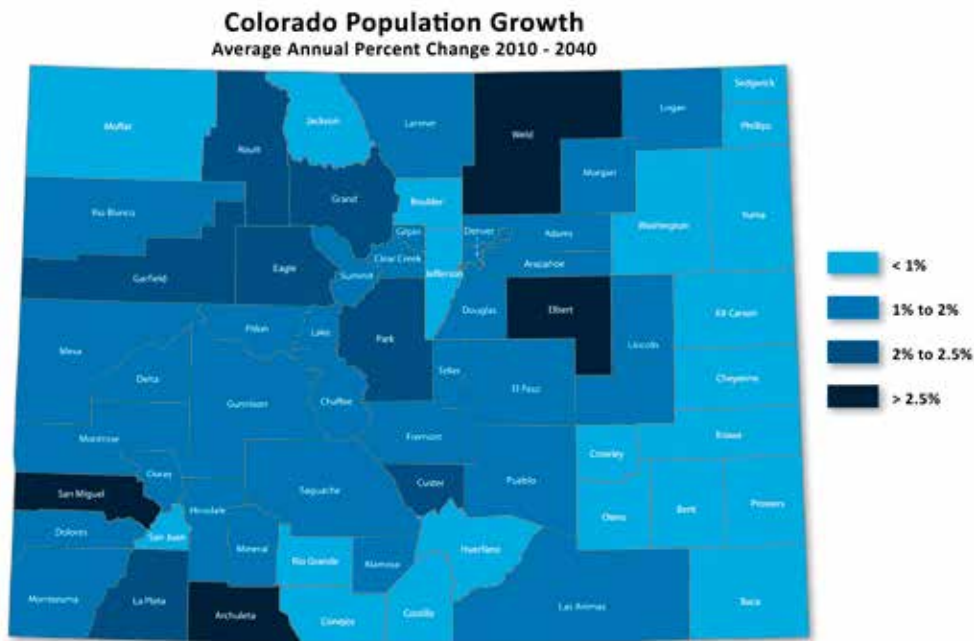 Colorado Population Growth
Average Annual Percent Change 2010 - 2040
Sedgwick
Logan
Moffat
Jackson
Larimer
Weld
Phillips
Routt
Morgan
Grand
Boulder
Rio Blanco
Washington
Yuma
Gilpin
Denver
Adams
Clear Creek
Eagle
Jefferson
Arapahoe
Garfield
Summit
< 1%
Douglas
Elbert
1% to 2%
Kit Carson
Pitkin
Lake
Park
Lincoln
Mesa
2% to 2.5%
Delta
Teller
Cheyenne
El Paso
Gunnison
Chaffee
> 2.5%
Montrose
Fremont
Kiowa
Crowley
Ouray
Saguache
Custer
Pueblo
San Miguel
Hinsdale
Otero
Bent
Prowers
Dolores
San Juan
Mineral
Rio Grande
Alamosa
Huerfano
Montezuma
La Plata
Archuleta
Conejos
Costilla
Las Animas
Baca